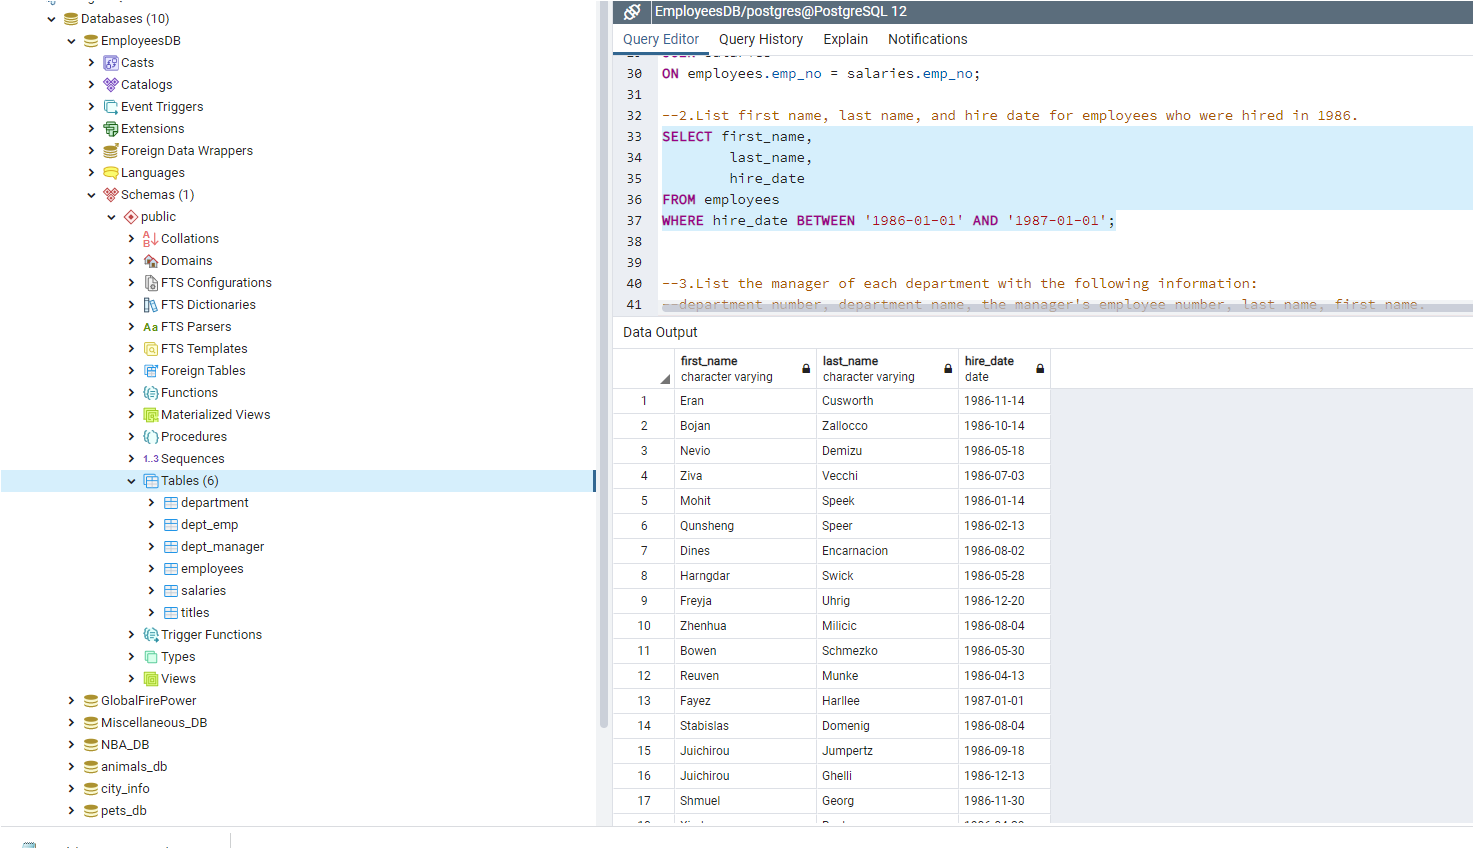 Databases (10)
EmployeesDB
Casts
Catalogs
Event Triggers
Extensions
Foreign Data Wrappers
Languages
Schemas (1)
public
Collations
Domains
FTS Configurations
FTS Dictionaries
Aa FTS Parsers
FTS Templates
Foreign Tables
Functions
Materialized Views
Procedures
1..3 Sequences
Tables (6)
department
dept_emp
dept_manager
employees
salaries
titles
Trigger Functions
Types
Views
GlobalFirePower
Miscellaneous_DB
NBA_DB
animals_db
city_info
pets_db
EmployeesDB/postgres@PostgreSQL 12
Query Editor Query History Explain Notifications
30 ON employees.emp_no = salaries.emp_no;
31
32 --2.List first name, last name, and hire date for employees who were hired in 1986.
33 SELECT first_name,
34 last_name,
35 hire_date
36 FROM employees
37 WHERE hire_date BETWEEN '1986-01-01' AND '1987-01-01';
38
39
40 --3.List the manager of each department with the following information:
41 --department number, department name, the manager's employee number, last name, first name.
Data Output
first_name last_name hire_date
character varying character varying date
1 Eran Cusworth 1986-11-14
2 Bojan Zallocco 1986-10-14
3 Nevio Demizu 1986-05-18
4 Ziva Vecchi 1986-07-03
5 Mohit Speek 1986-01-14
6 Qunsheng Speer 1986-02-13
7 Dines Encarnacion 1986-08-02
8 Harngdar Swick 1986-05-28
9 Freyja Uhrig 1986-12-20
10 Zhenhua Milicic 1986-08-04
11 Bowen Schmezko 1986-05-30
12 Reuven Munke 1986-04-13
13 Fayez Harllee 1987-01-01
14 Stabislas Domenig 1986-08-04
15 Juichirou Jumpertz 1986-09-18
16 Juichirou Ghelli 1986-12-13
17 Shmuel Georg 1986-11-30